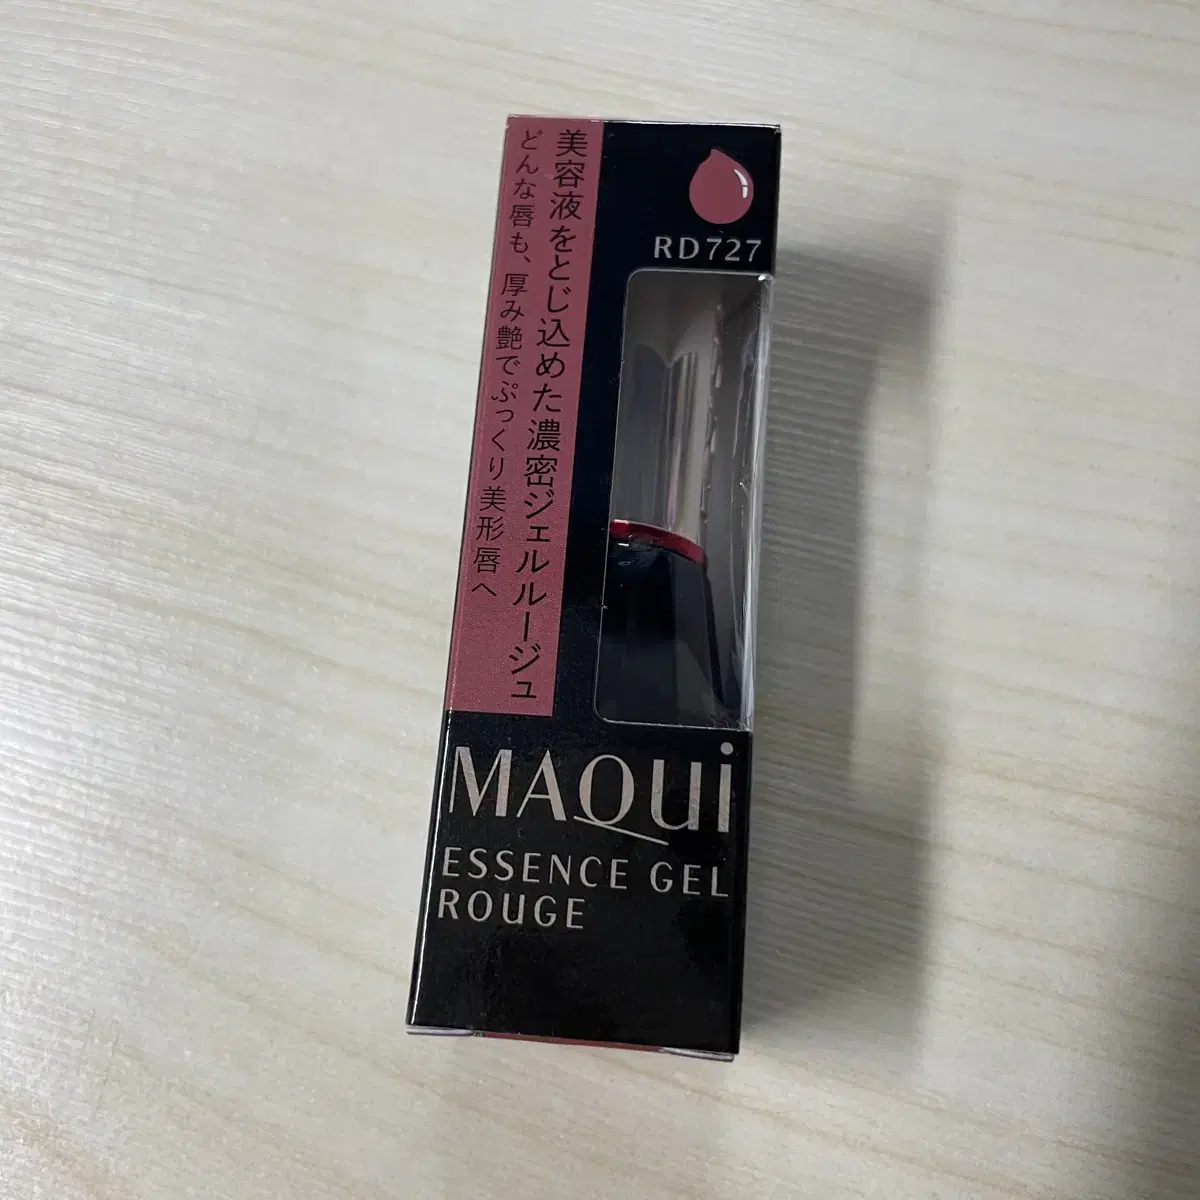 美容液をとじ込めた濃密ジェルルージュ
どんな唇も、厚み艶でぷっくり美形唇へ
RD727
MAQUi
ESSENCE GEL
ROUGE